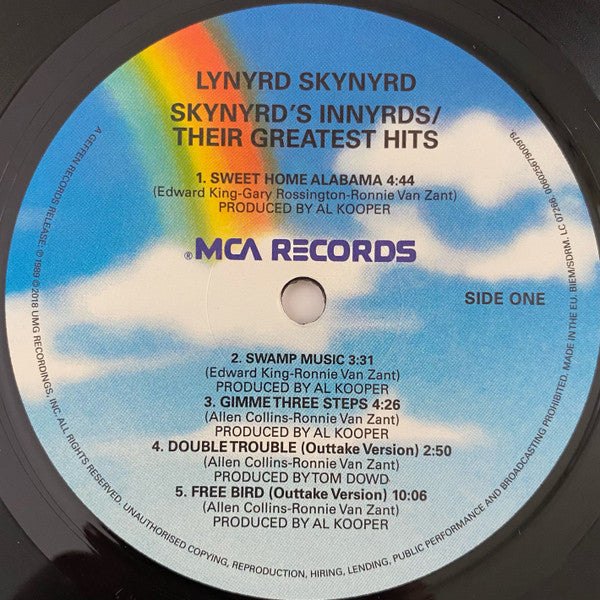 LYNYRD SKYNYRD
SKYNYRD'S INNYRDS/
THEIR GREATEST HITS
1. SWEET HOME ALABAMA 4:44
(Edward King-Gary Rossington-Ronnie Van Zant)
PRODUCED BY AL KOOPER
®MCA RECORDS
SIDE ONE
2. SWAMP MUSIC 3:31
(Edward King-Ronnie Van Zant)
PRODUCED BY AL KOOPER
3. GIMME THREE STEPS 4:26
(Allen Collins-Ronnie Van Zant)
PRODUCED BY AL KOOPER
4. DOUBLE TROUBLE (Outtake Version) 2:50
(Allen Collins-Ronnie Van Zant)
PRODUCED BY TOM DOWD
5. FREE BIRD (Outtake Version) 10:06
(Allen Collins-Ronnie Van Zant)
PRODUCED BY AL KOOPER
A GEFFEN RECORDS RELEASE; ℗ 1989 © 2018 UMG RECORDINGS, INC. ALL RIGHTS RESERVED. UNAUTHORISED COPYING, REPRODUCTION, HIRING, LENDING, PUBLIC PERFORMANCE AND BROADCASTING PROHIBITED. MADE IN THE EU. BIEM/SDRM. LC 07266. 00602567900979.